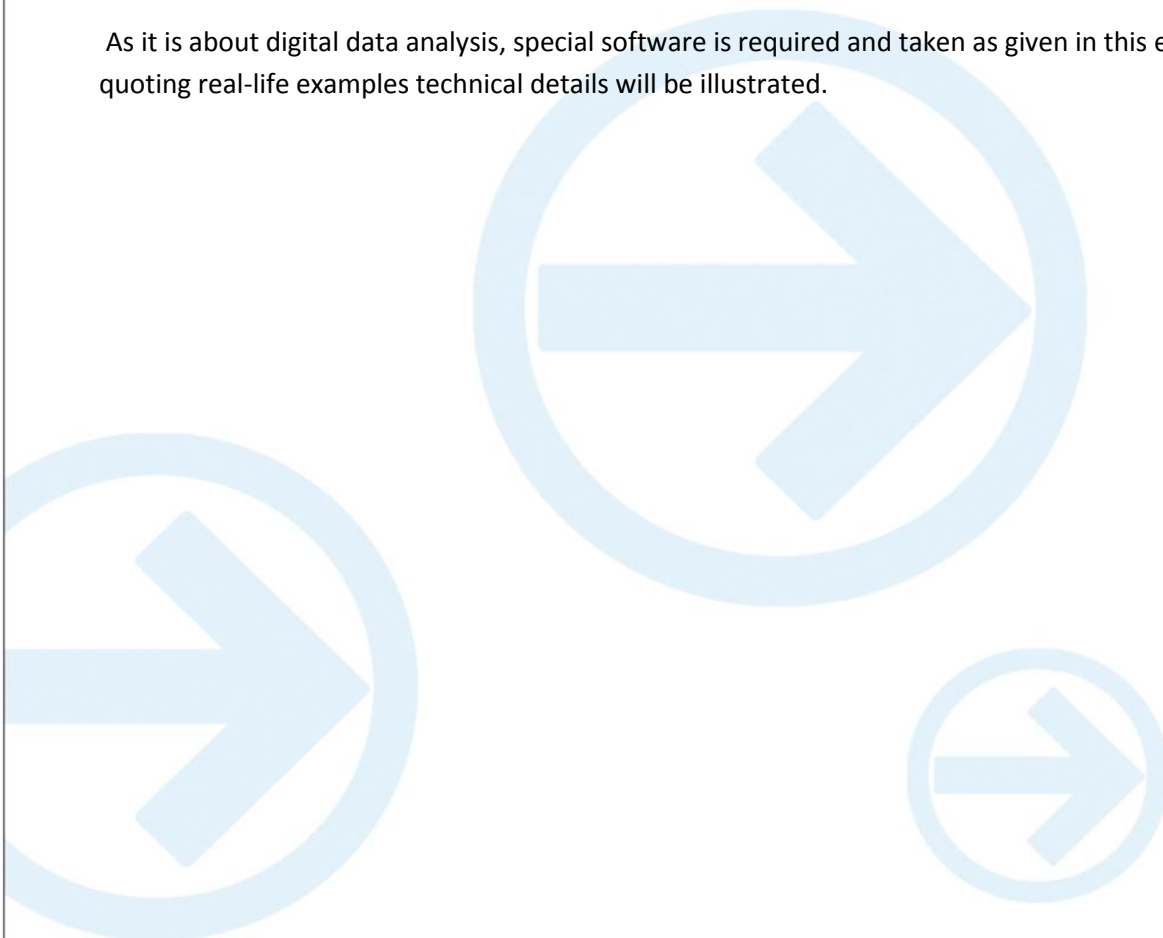 As it is about digital data analysis, special software is required and taken as given in this
quoting real-life examples technical details will be illustrated.